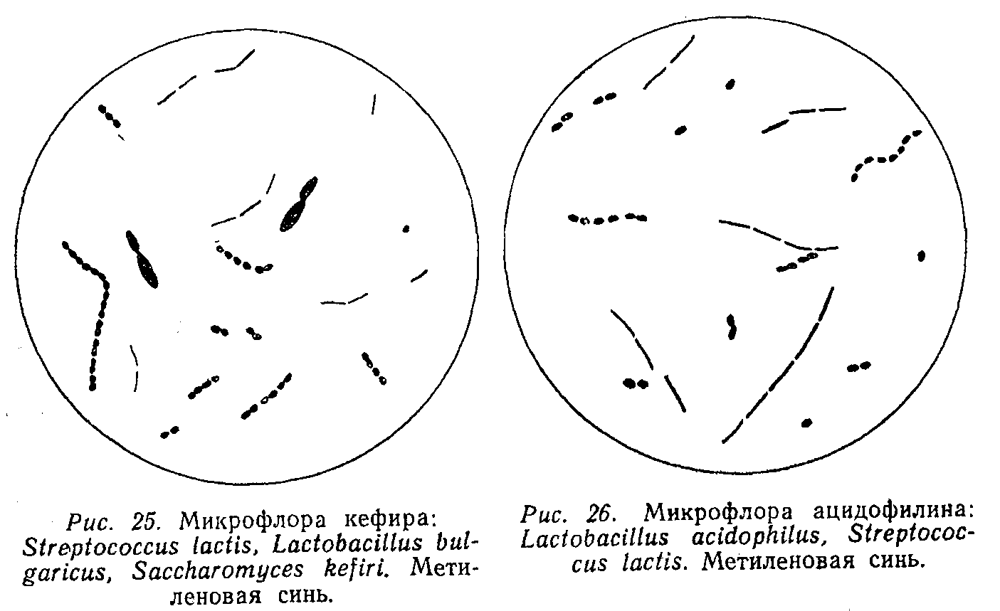 Рис. 25. Микрофлора кефира:
Streptococcus lactis, Lactobacillus bul-
garicus, Saccharomyces kefiri. Мети-
леновая синь.
Рис. 26. Микрофлора ацидофилина:
Lactobacillus acidophilus, Streptococ-
cus lactis. Метиленовая синь.